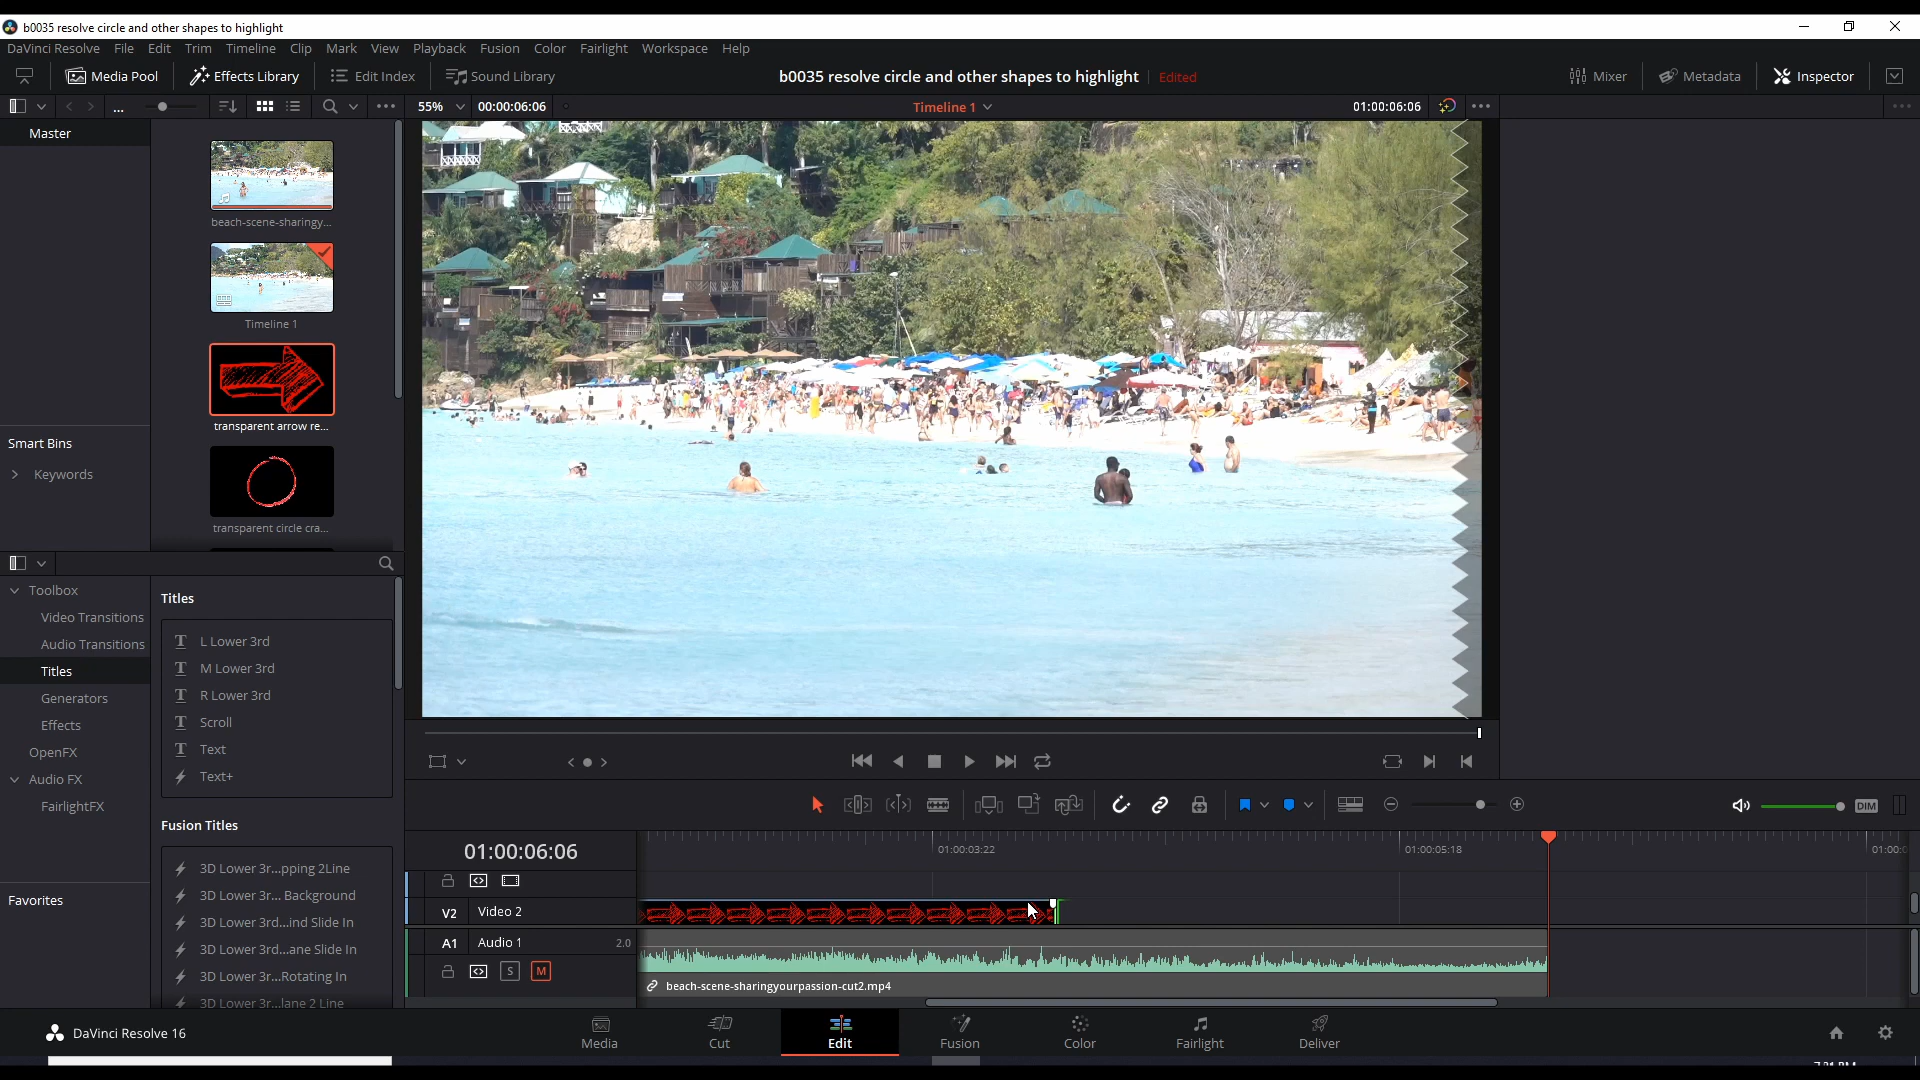 b0035 resolve circle and other shapes to highlight
DaVinci Resolve File Edit Trim Timeline Clip Mark View Playback Fusion Color Fairlight Workspace Help
Media Pool Effects Library Edit Index Sound Library b0035 resolve circle and other shapes to highlight Edited Mixer Metadata Inspector
... 55% 00:00:06:06 Timeline 1 01:00:06:06
Master
beach-scene-sharingy...
Timeline 1
transparent arrow re...
Smart Bins
Keywords
transparent circle cra...
Toolbox
Video Transitions
Audio Transitions
Titles
Generators
Effects
OpenFX
Audio FX
FairlightFX
Favorites
Titles
L Lower 3rd
M Lower 3rd
R Lower 3rd
Scroll
Text
Text+
Fusion Titles
3D Lower 3r...pping 2Line
3D Lower 3r... Background
3D Lower 3rd...ind Slide In
3D Lower 3rd...ane Slide In
3D Lower 3r...Rotating In
3D Lower 3r...lane 2 Line
DIM
01:00:06:06
01:00:03:22 01:00:05:18
V2 Video 2
A1 Audio 1 2.0
S M
beach-scene-sharingyourpassion-cut2.mp4
DaVinci Resolve 16
Media Cut Edit Fusion Color Fairlight Deliver